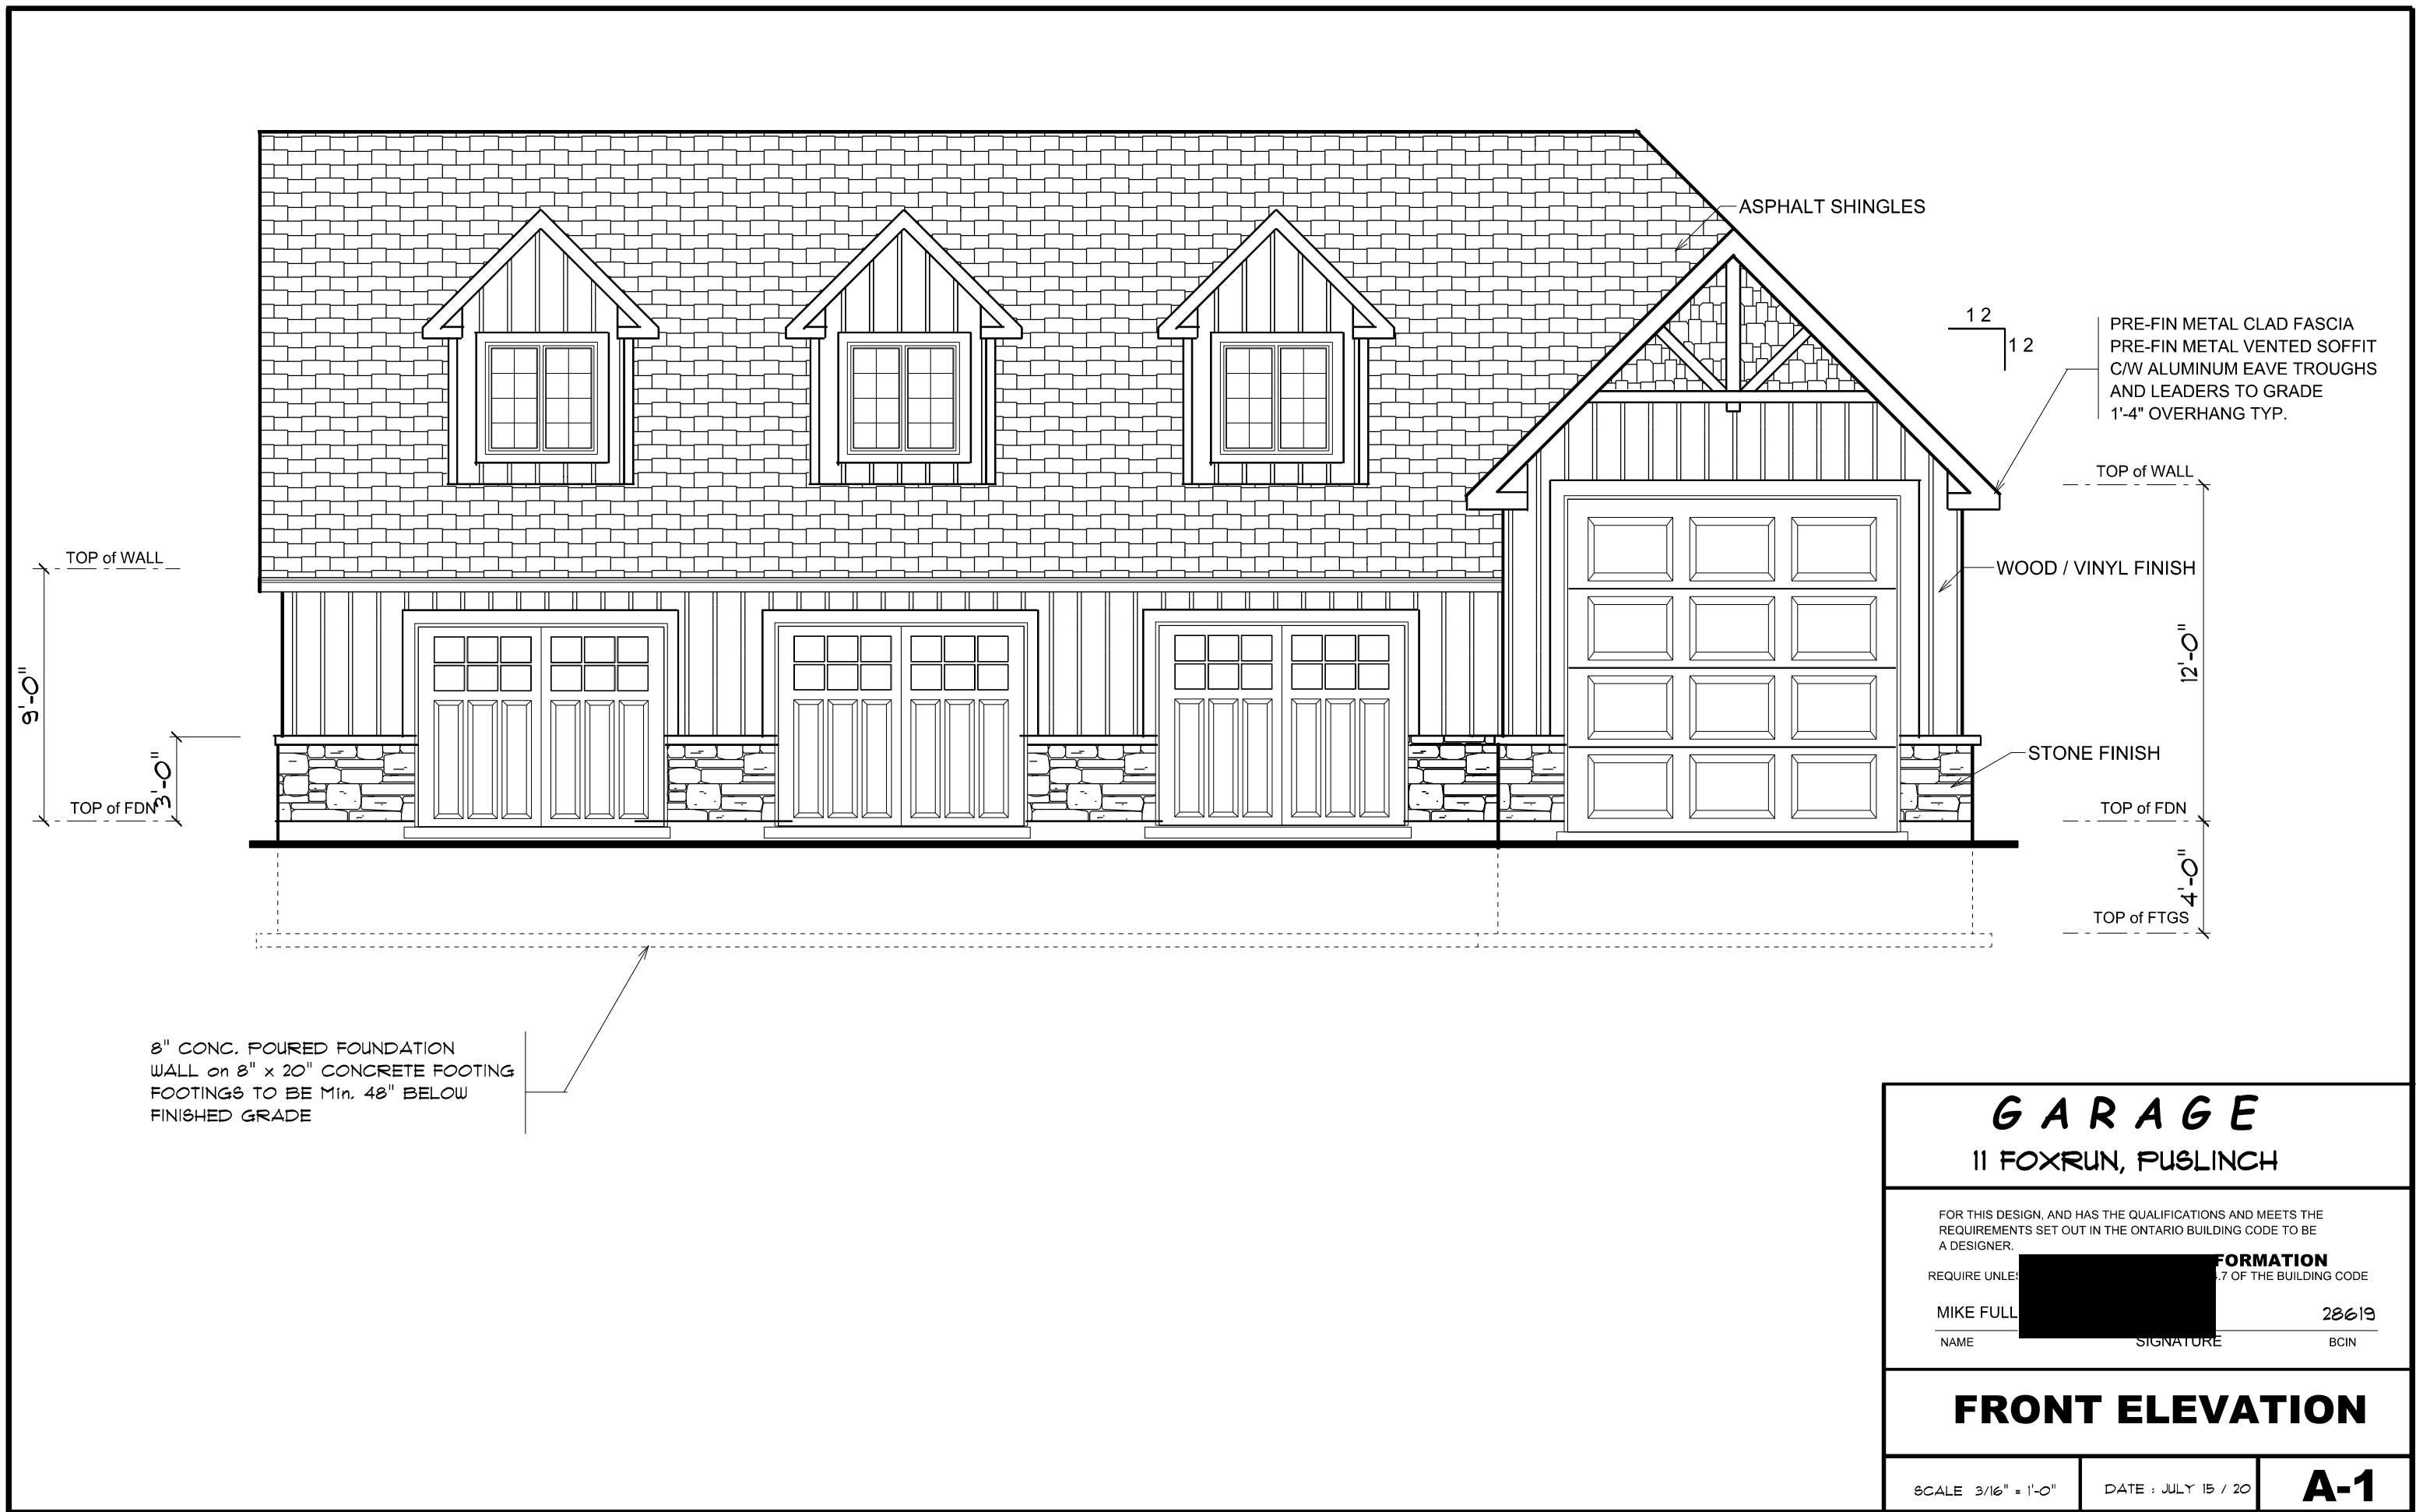 ASPHALT SHINGLES
12
12
PRE-FIN METAL CLAD FASCIA
PRE-FIN METAL VENTED SOFFIT
C/W ALUMINUM EAVE TROUGHS
AND LEADERS TO GRADE
1'-4" OVERHANG TYP.
TOP of WALL
TOP of WALL
WOOD / VINYL FINISH
9'-0"
12'-0"
3'-0"
STONE FINISH
TOP of FDN
TOP of FDN
4'-0"
TOP of FTGS
8" CONC. POURED FOUNDATION
WALL on 8" x 20" CONCRETE FOOTING
FOOTINGS TO BE Min. 48" BELOW
FINISHED GRADE
GARAGE
11 FOXRUN, PUSLINCH
FOR THIS DESIGN, AND HAS THE QUALIFICATIONS AND MEETS THE
REQUIREMENTS SET OUT IN THE ONTARIO BUILDING CODE TO BE
A DESIGNER.
FORMATION
REQUIRE UNLES .7 OF THE BUILDING CODE
MIKE FULL 28619
NAME SIGNATURE BCIN
FRONT ELEVATION
SCALE 3/16" = 1'-0" DATE : JULY 15 / 20 A-1